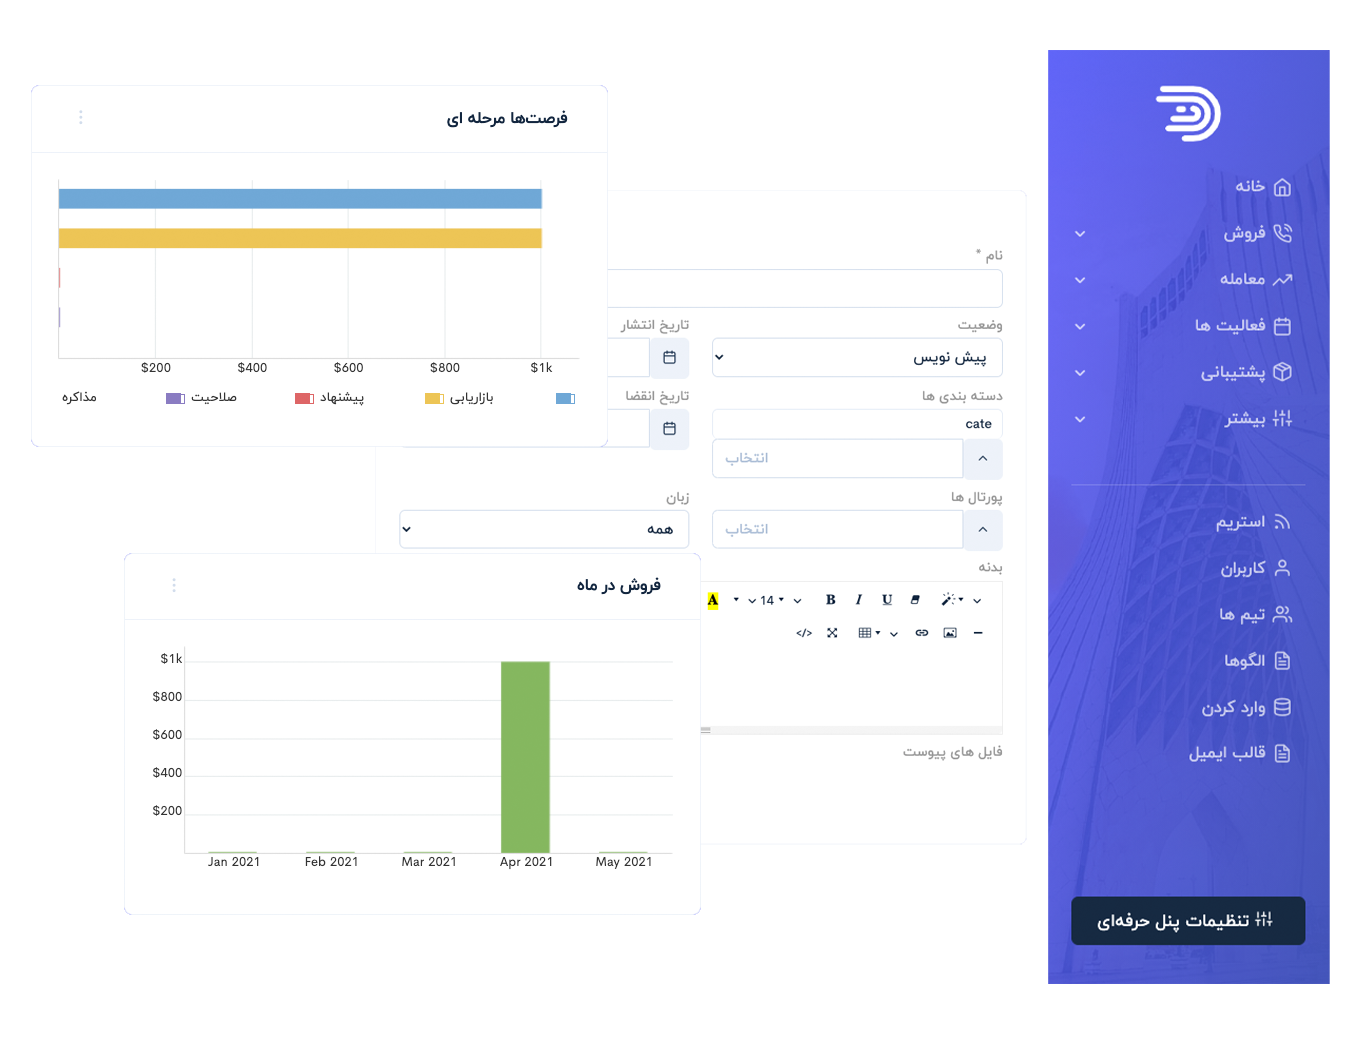 خانه
فروش
معامله
فعالیت ها
پشتیبانی
بیشتر
استریم
کاربران
تیم ها
الگوها
وارد کردن
قالب ایمیل
تنظیمات پنل حرفه‌ای
فرصت‌ها مرحله ای
$200 $400 $600 $800 $1k
بازاریابی پیشنهاد صلاحیت مذاکره
نام *
وضعیت تاریخ انتشار
پیش نویس
دسته بندی ها تاریخ انقضا
cate
انتخاب
پورتال ها زبان
انتخاب همه
بدنه
A 14 B I U
</>
فایل های پیوست
فروش در ماه
$1k
$800
$600
$400
$200
Jan 2021 Feb 2021 Mar 2021 Apr 2021 May 2021